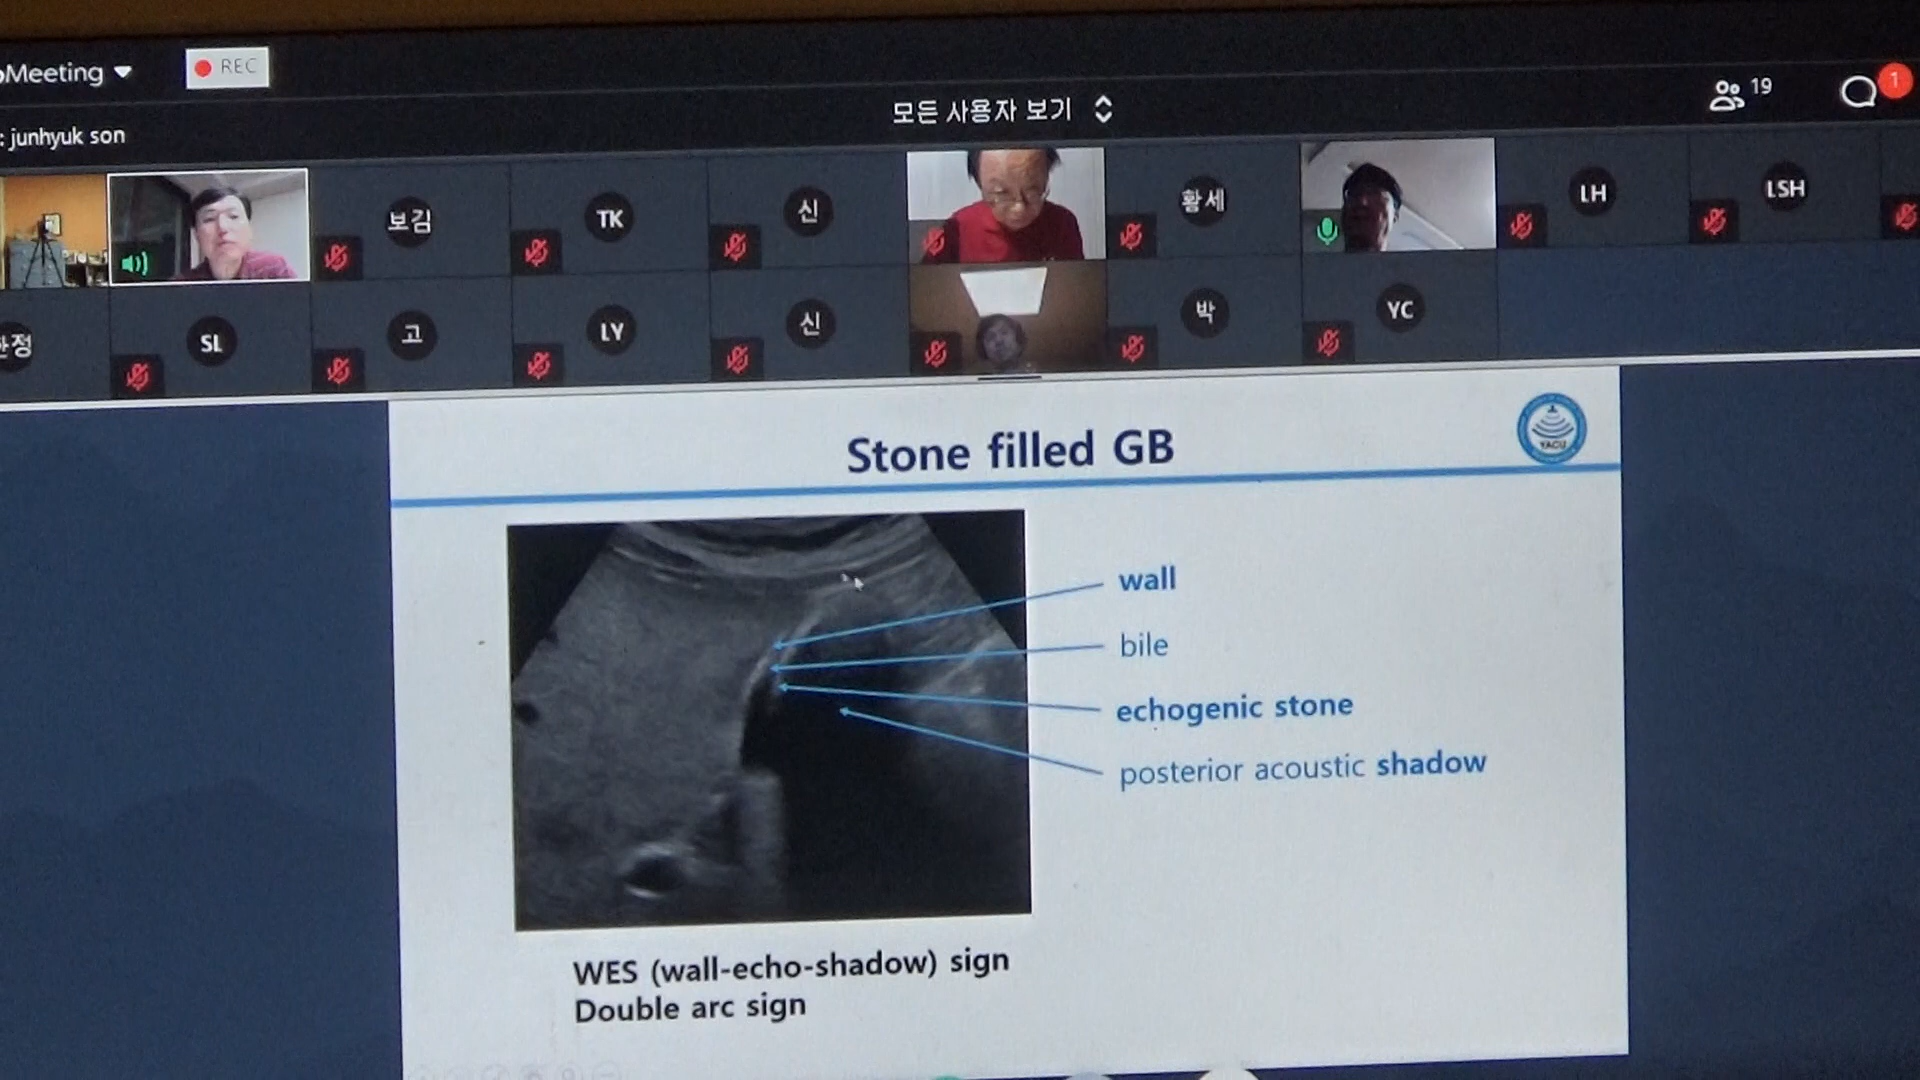 Meeting
REC
모든 사용자 보기
19
1
: junhyuk son
보김
TK
신
황세
LH
LSH
정
SL
고
LY
신
박
YC
Stone filled GB
YACU
wall
bile
echogenic stone
posterior acoustic shadow
WES (wall-echo-shadow) sign
Double arc sign